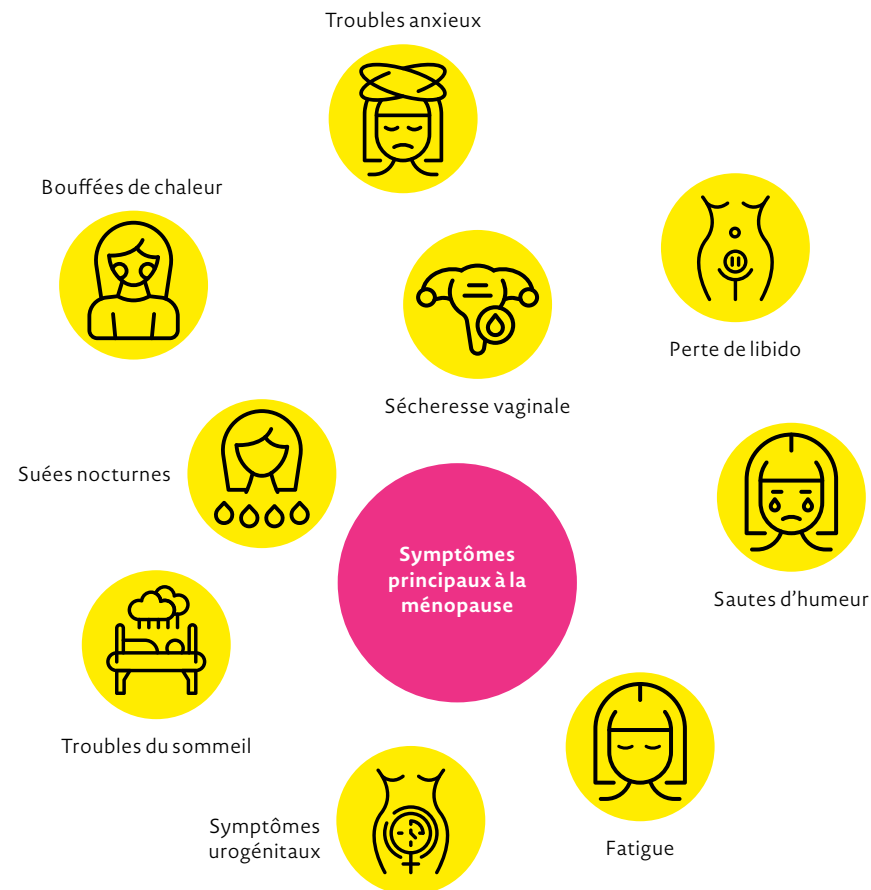 Troubles anxieux
Bouffées de chaleur
Perte de libido
Sécheresse vaginale
Suées nocturnes
Symptômes
principaux à la
ménopause
Sautes d’humeur
Troubles du sommeil
Symptômes
urogénitaux
Fatigue